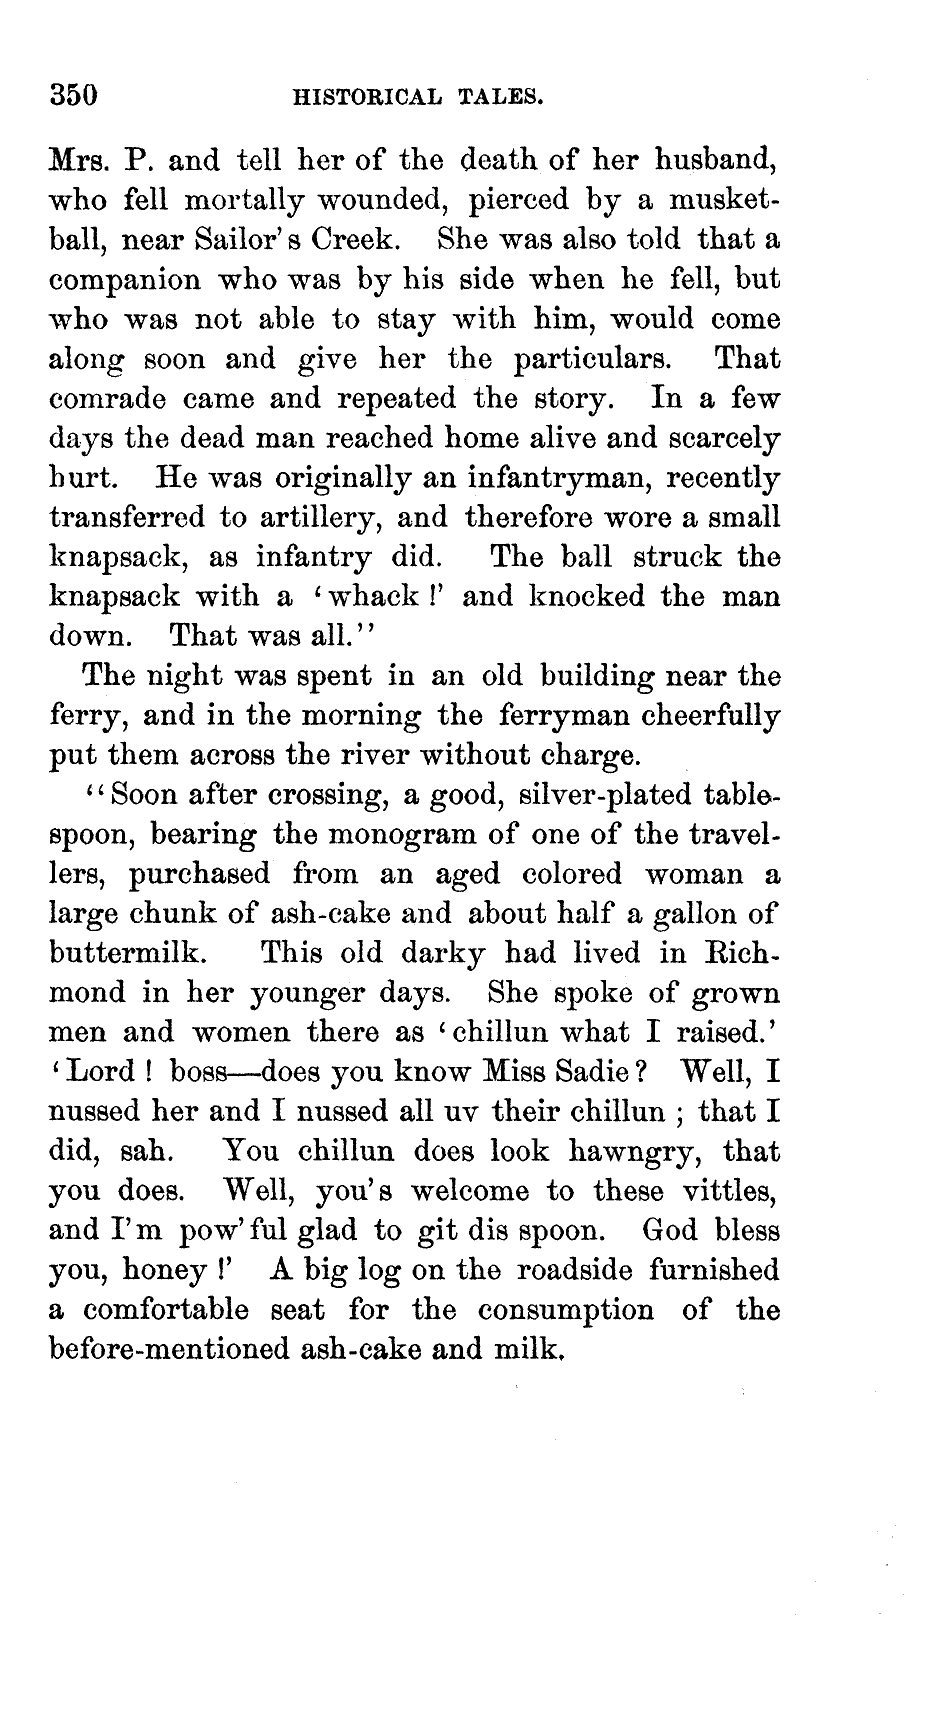 350 HISTORICAL TALES.
Mrs. P. and tell her of the death of her husband,
who fell mortally wounded, pierced by a musket-
ball, near Sailor's Creek. She was also told that a
companion who was by his side when he fell, but
who was not able to stay with him, would come
along soon and give her the particulars. That
comrade came and repeated the story. In a few
days the dead man reached home alive and scarcely
hurt. He was originally an infantryman, recently
transferred to artillery, and therefore wore a small
knapsack, as infantry did. The ball struck the
knapsack with a 'whack!' and knocked the man
down. That was all."
The night was spent in an old building near the
ferry, and in the morning the ferryman cheerfully
put them across the river without charge.
"Soon after crossing, a good, silver-plated table-
spoon, bearing the monogram of one of the travel-
lers, purchased from an aged colored woman a
large chunk of ash-cake and about half a gallon of
buttermilk. This old darky had lived in Rich-
mond in her younger days. She spoke of grown
men and women there as 'chillun what I raised.'
'Lord! boss—does you know Miss Sadie? Well, I
nussed her and I nussed all uv their chillun; that I
did, sah. You chillun does look hawngry, that
you does. Well, you's welcome to these vittles,
and I'm pow'ful glad to git dis spoon. God bless
you, honey!' A big log on the roadside furnished
a comfortable seat for the consumption of the
before-mentioned ash-cake and milk.